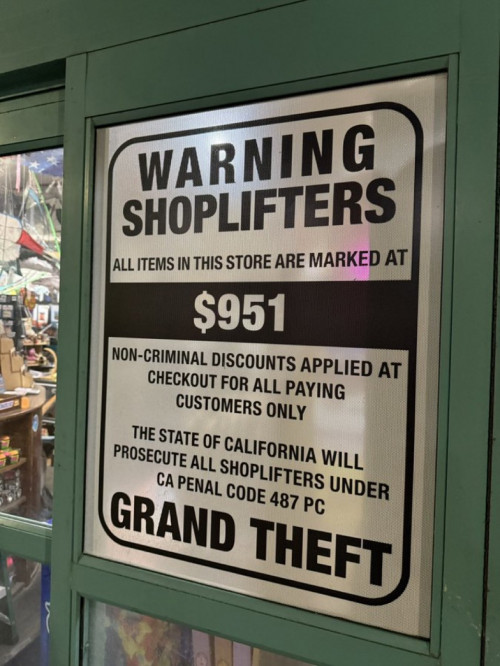 WARNING
SHOPLIFTERS
ALL ITEMS IN THIS STORE ARE MARKED AT
$951
NON-CRIMINAL DISCOUNTS APPLIED AT
CHECKOUT FOR ALL PAYING
CUSTOMERS ONLY
THE STATE OF CALIFORNIA WILL
PROSECUTE ALL SHOPLIFTERS UNDER
CA PENAL CODE 487 PC
GRAND THEFT